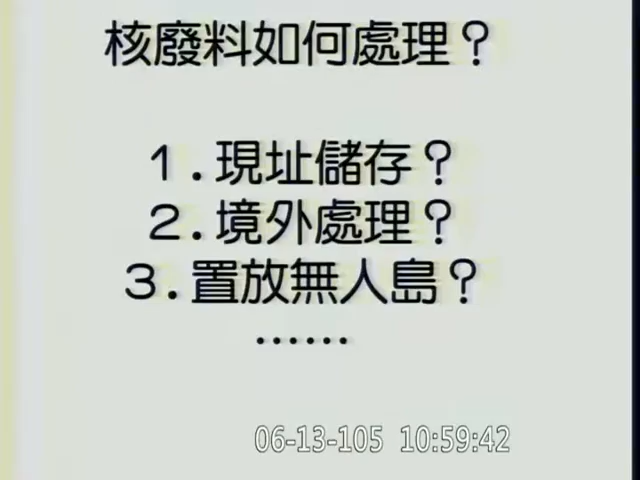 核廢料如何處理？
1.現址儲存？
2.境外處理？
3.置放無人島？
......
06-13-105 10:59:42